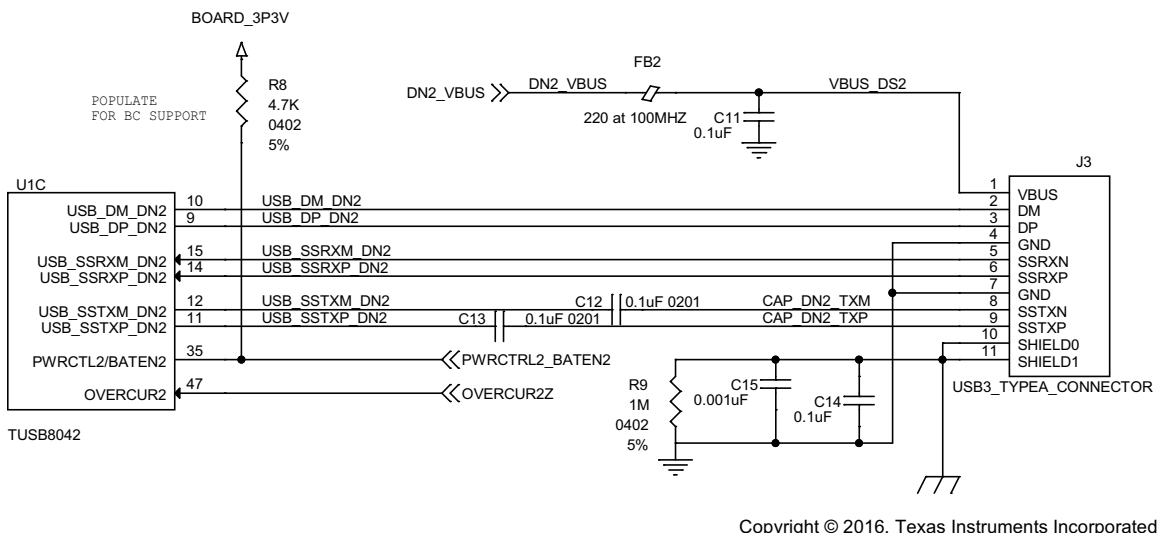 BOARD_3P3V
R8
4.7K
0402
5%
POPULATE
FOR BC SUPPORT
FB2
DN2_VBUS
DN2_VBUS
VBUS_DS2
220 at 100MHZ
C11
0.1uF
J3
U1C
USB_DM_DN2
10
USB_DM_DN2
1
VBUS
2
DM
USB_DP_DN2
9
USB_DP_DN2
3
DP
4
GND
USB_SSRXM_DN2
15
USB_SSRXM_DN2
5
SSRXN
USB_SSRXP_DN2
14
USB_SSRXP_DN2
6
SSRXP
7
GND
USB_SSTXM_DN2
12
USB_SSTXM_DN2
C12
0.1uF 0201
CAP_DN2_TXM
8
SSTXN
USB_SSTXP_DN2
11
USB_SSTXP_DN2
C13
0.1uF 0201
CAP_DN2_TXP
9
SSTXP
10
SHIELD0
PWRCTL2/BATEN2
35
PWRCTRL2_BATEN2
11
SHIELD1
OVERCUR2
47
OVERCUR2Z
USB3_TYPEA_CONNECTOR
R9
1M
0402
5%
C15
0.001uF
C14
0.1uF
TUSB8042
Copyright © 2016, Texas Instruments Incorporated